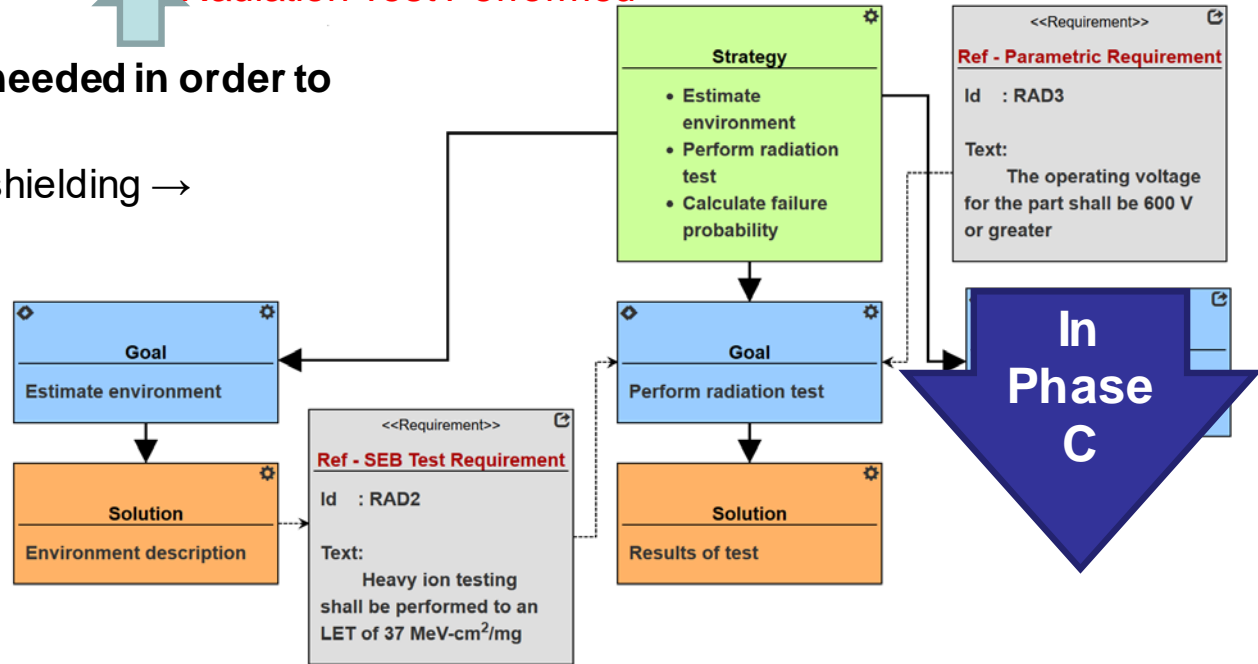 Radiation Test Performed
needed in order to
shielding →
Strategy
• Estimate
environment
• Perform radiation
test
• Calculate failure
probability
<<Requirement>>
Ref - Parametric Requirement
Id : RAD3
Text:
The operating voltage
for the part shall be 600 V
or greater
Goal
Estimate environment
Goal
Perform radiation test
In
Phase
C
<<Requirement>>
Ref - SEB Test Requirement
Id : RAD2
Text:
Heavy ion testing
shall be performed to an
LET of 37 MeV-cm²/mg
Solution
Environment description
Solution
Results of test